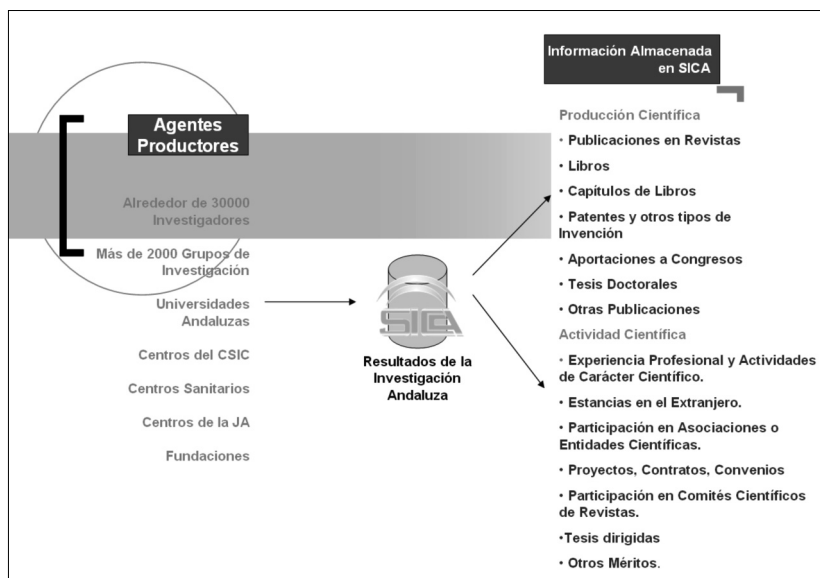 Agentes
Productores
Alrededor de 30000
Investigadores
Más de 2000 Grupos de
Investigación
Universidades
Andaluzas
Centros del CSIC
Centros Sanitarios
Centros de la JA
Fundaciones
SICA
Resultados de la
Investigación
Andaluza
Información Almacenada
en SICA
Producción Científica
• Publicaciones en Revistas
• Libros
• Capítulos de Libros
• Patentes y otros tipos de
Invención
• Aportaciones a Congresos
• Tesis Doctorales
• Otras Publicaciones
Actividad Científica
• Experiencia Profesional y Actividades
de Carácter Científico.
• Estancias en el Extranjero.
• Participación en Asociaciones o
Entidades Científicas.
• Proyectos, Contratos, Convenios
• Participación en Comités Científicos
de Revistas.
•Tesis dirigidas
• Otros Méritos.